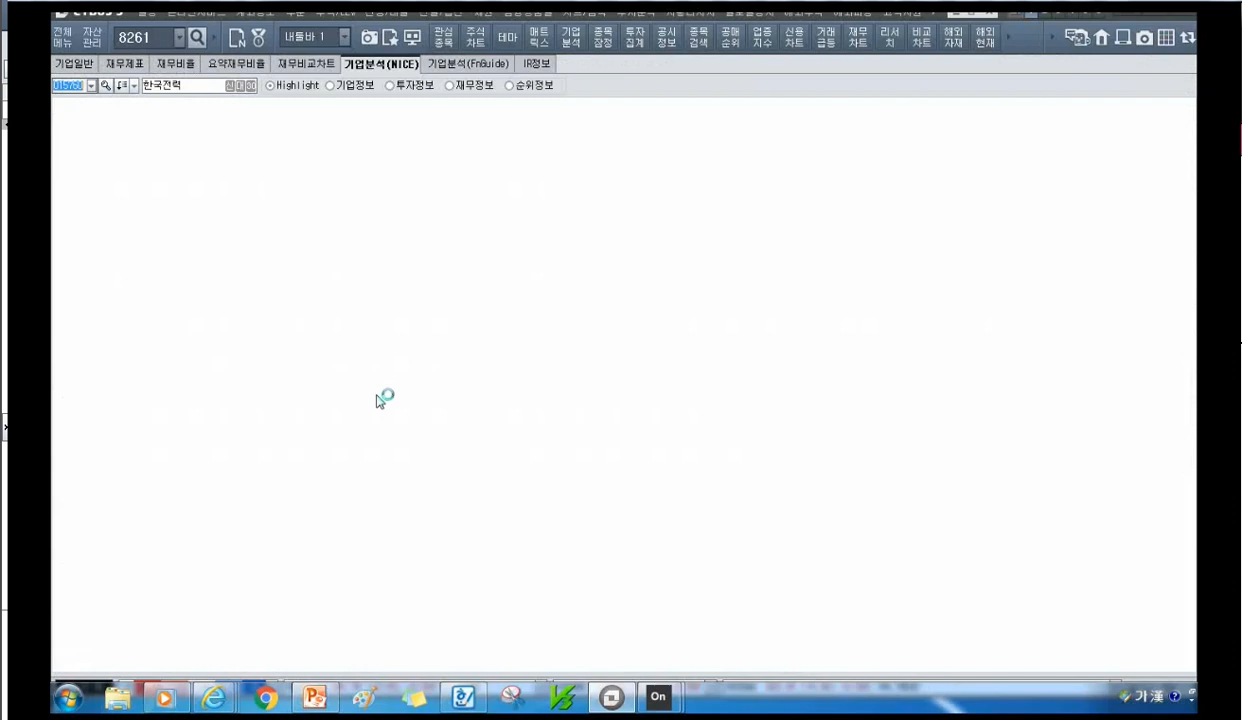 전체 자산 8261 내툴바 1 관심 주식 테마 매트 기업 종목 투자 공시 종목 공매 업종 신용 거래 재무 리서 비교 해외 해외
메뉴 관리 종목 차트 릭스 분석 잠정 집계 정보 검색 순위 지수 차트 급등 차트 치 차트 자재 현재
기업일반 재무제표 재무비율 요약재무비율 재무비교차트 기업분석(NICE) 기업분석(FnGuide) IR정보
한국전력 Highlight 기업정보 투자정보 재무정보 순위정보
On 가 漢